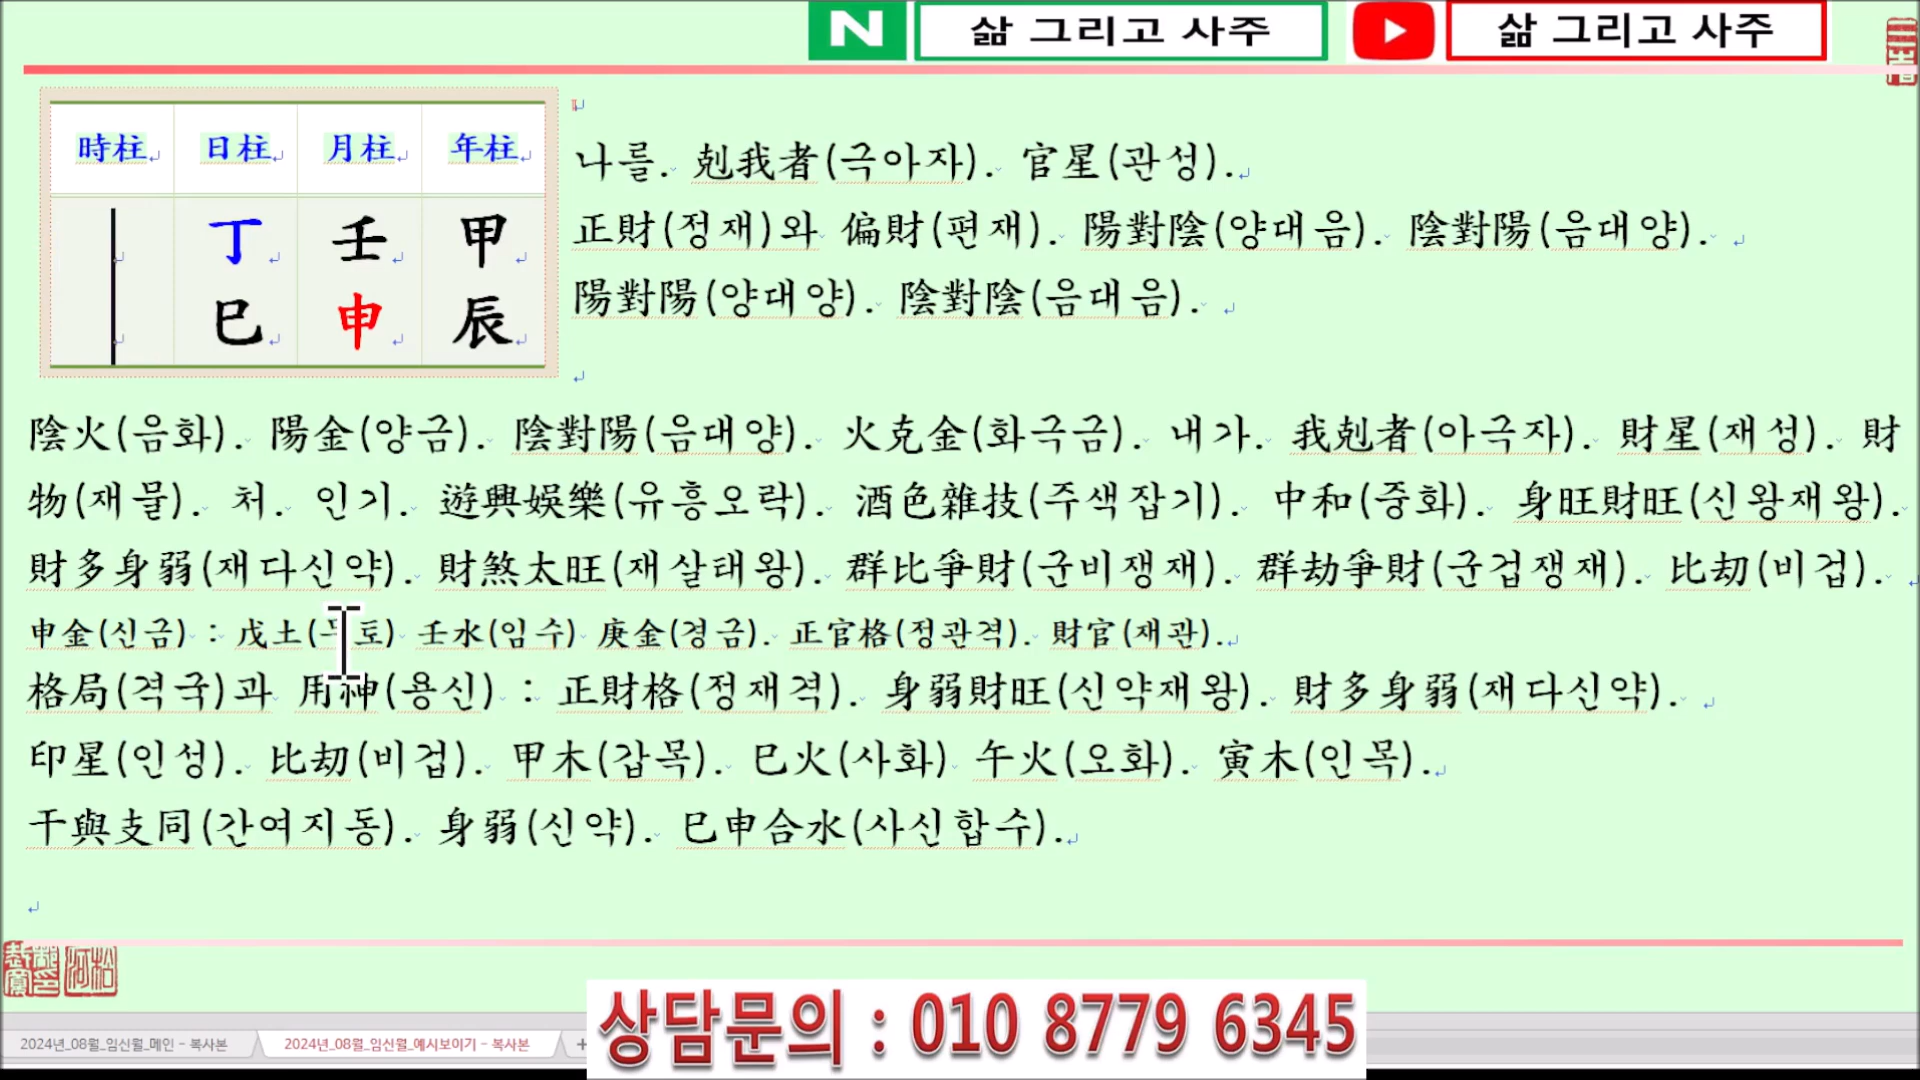 N 삶 그리고 사주 삶 그리고 사주
時柱 日柱 月柱 年柱
丁 壬 甲
巳 申 辰
나를. 剋我者(극아자). 官星(관성).
正財(정재)와 偏財(편재). 陽對陰(양대음). 陰對陽(음대양).
陽對陽(양대양). 陰對陰(음대음).
陰火(음화). 陽金(양금). 陰對陽(음대양). 火克金(화극금). 내가. 我剋者(아극자). 財星(재성). 財
物(재물). 처. 인기. 遊興娛樂(유흥오락). 酒色雜技(주색잡기). 中和(중화). 身旺財旺(신왕재왕).
財多身弱(재다신약). 財煞太旺(재살태왕). 群比爭財(군비쟁재). 群劫爭財(군겁쟁재). 比劫(비겁).
申金(신금) : 戊土(무토) 壬水(임수) 庚金(경금). 正官格(정관격). 財官(재관).
格局(격국)과 用神(용신) : 正財格(정재격). 身弱財旺(신약재왕). 財多身弱(재다신약).
印星(인성). 比劫(비겁). 甲木(갑목). 巳火(사화) 午火(오화). 寅木(인목).
干與支同(간여지동). 身弱(신약). 巳申合水(사신합수).
상담문의 : 010 8779 6345
2024년_08월_임신월_메인 - 복사본 2024년_08월_임신월_예시보이기 - 복사본 +